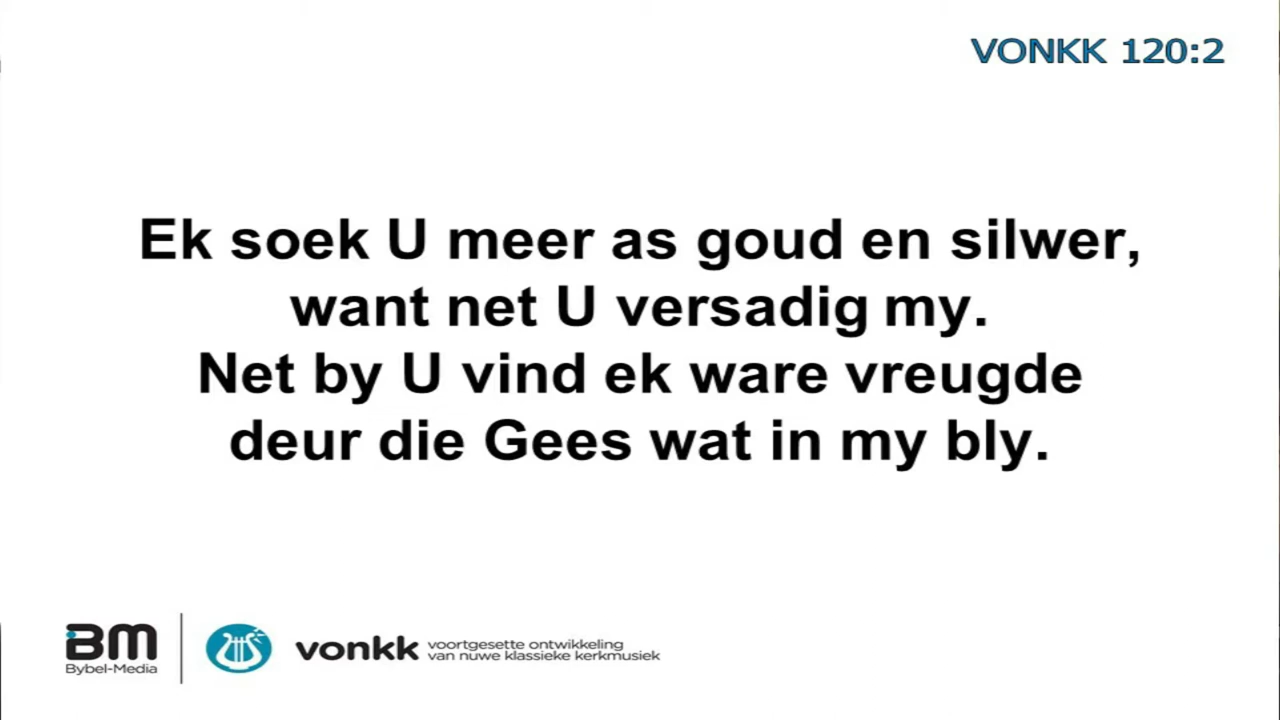 VONKK 120:2
Ek soek U meer as goud en silwer,
want net U versadig my.
Net by U vind ek ware vreugde
deur die Gees wat in my bly.
BM
Bybel-Media
vonkk
voortgesette ontwikkeling
van nuwe klassieke kerkmusiek